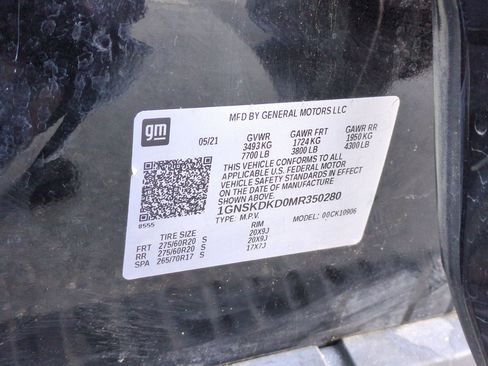 MFD BY GENERAL MOTORS LLC
gm
05/21 GVWR GAWR FRT GAWR RR
3493 KG 1724 KG 1950 KG
7700 LB 3800 LB 4300 LB
THIS VEHICLE CONFORMS TO ALL
APPLICABLE U.S. FEDERAL MOTOR
VEHICLE SAFETY STANDARDS IN EFFECT
ON THE DATE OF MANUFACTURE SHOWN ABOVE.
1GNSKDKD0MR350280
8555 TYPE: M.P.V. 00CK10906
TIRE SIZE RIM
FRT 275/60R20 S 20X9J
RR 275/60R20 S 20X9J
SPA 265/70R17 S 17X7J